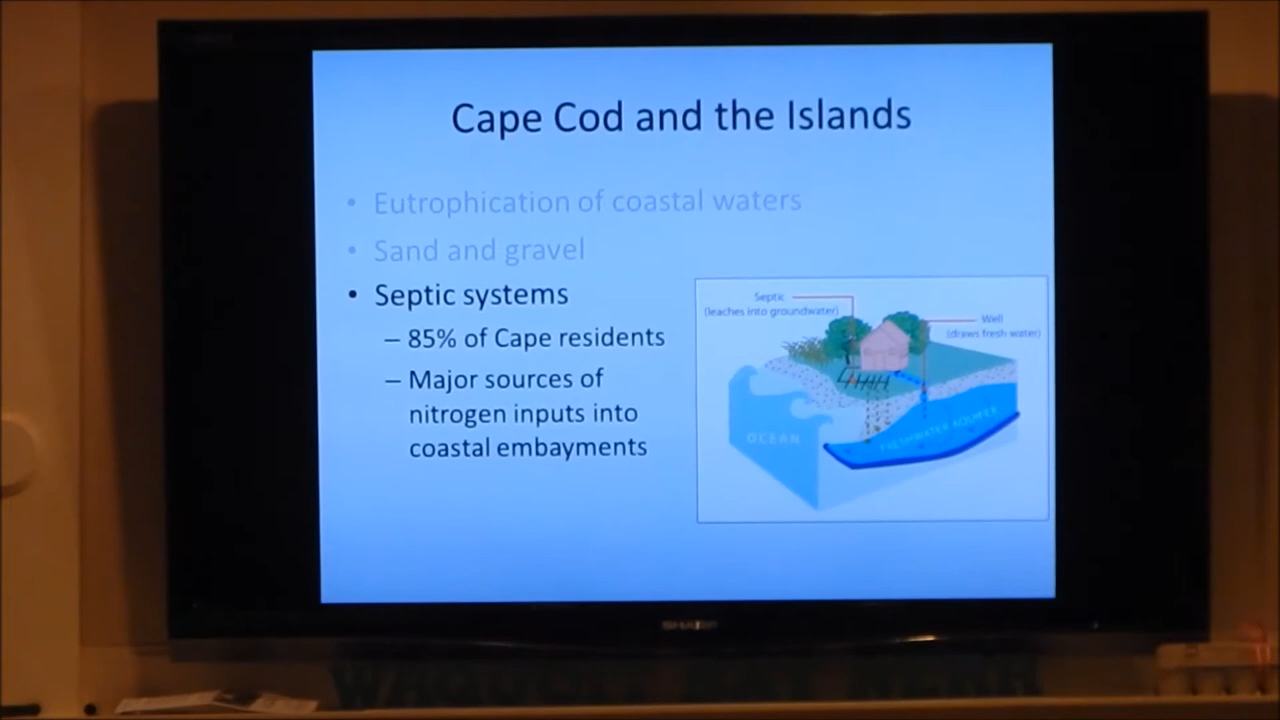 Cape Cod and the Islands
• Eutrophication of coastal waters
• Sand and gravel
• Septic systems
– 85% of Cape residents
– Major sources of
nitrogen inputs into
coastal embayments
Septic
(leaches into groundwater)
Well
(draws fresh water)
OCEAN
FRESHWATER AQUIFER
SHARP